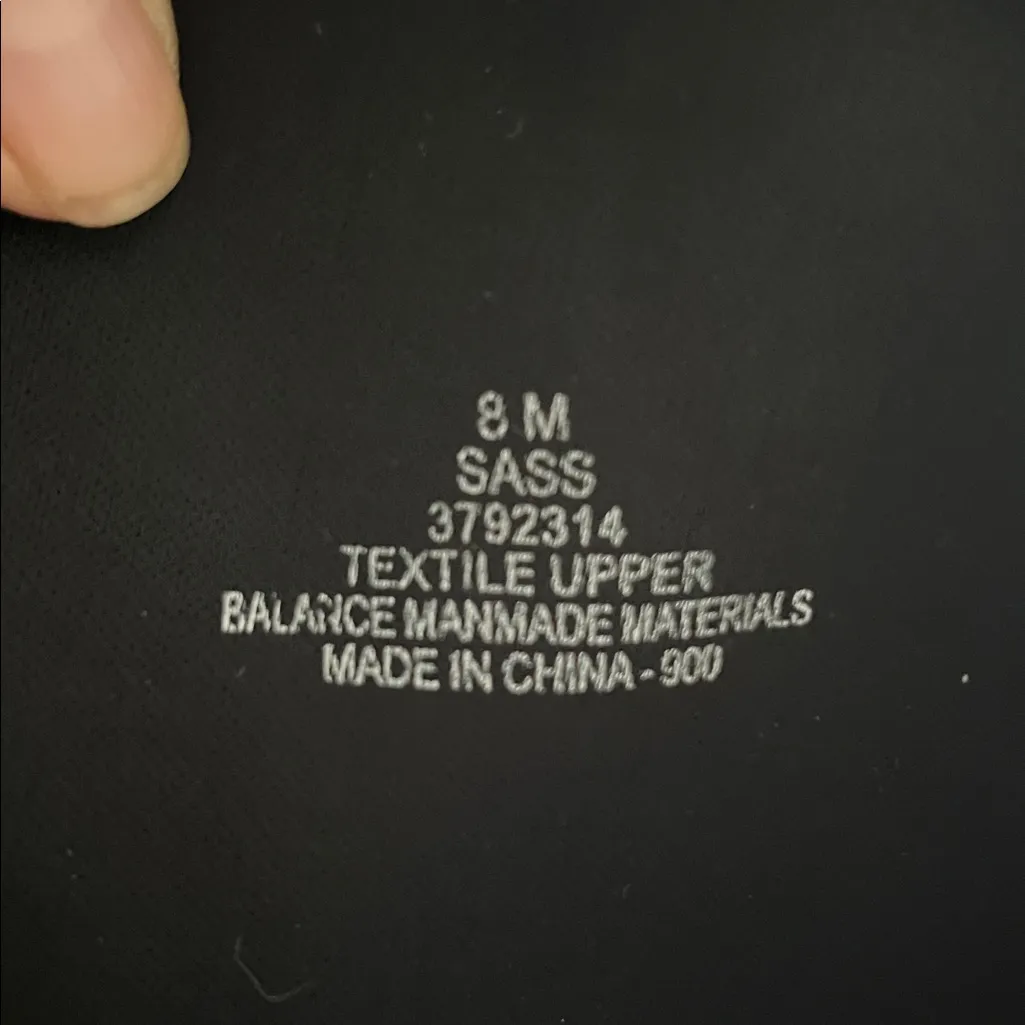 8 M
SASS
3792314
TEXTILE UPPER
BALANCE MANMADE MATERIALS
MADE IN CHINA - 900